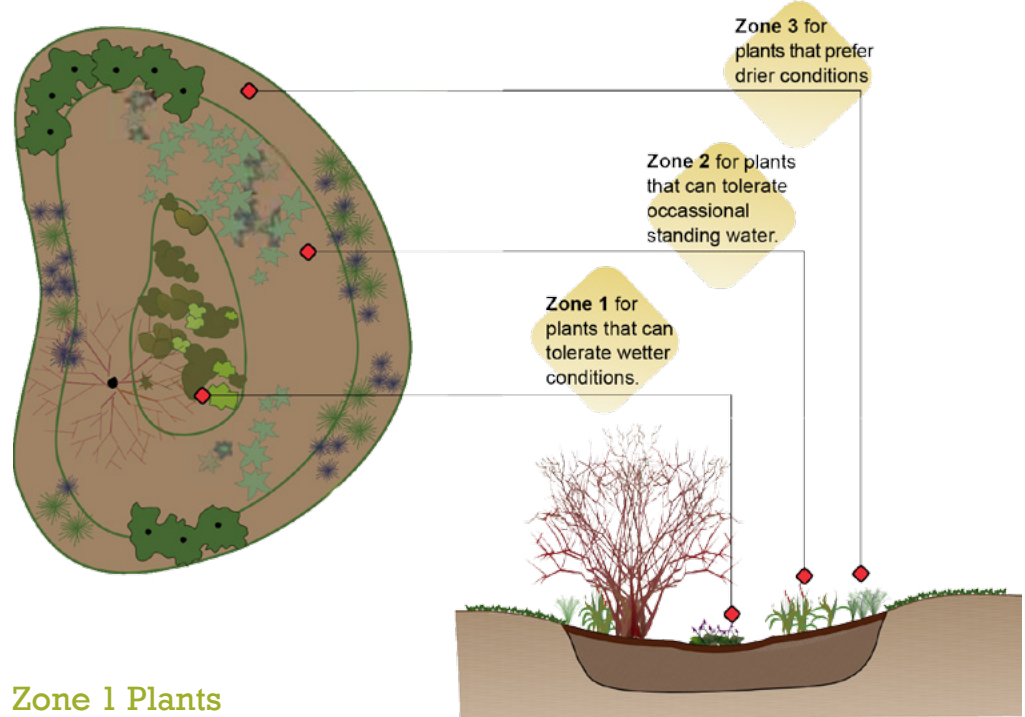 Zone 3 for
plants that prefer
drier conditions
Zone 2 for plants
that can tolerate
occassional
standing water.
Zone 1 for
plants that can
tolerate wetter
conditions.
Zone 1 Plants